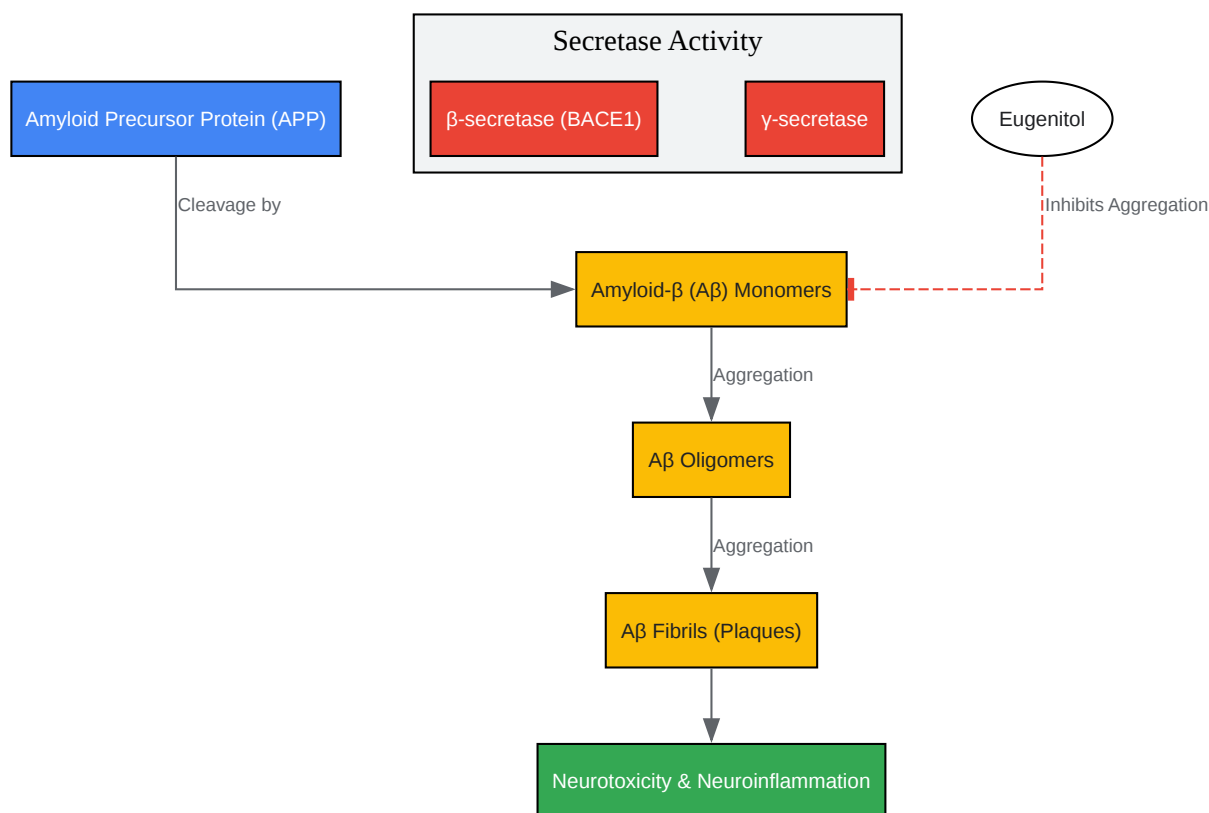 Secretase Activity
Amyloid Precursor Protein (APP)
β-secretase (BACE1)
γ-secretase
Eugenitol
Cleavage by
Inhibits Aggregation
Amyloid-β (Aβ) Monomers
Aggregation
Aβ Oligomers
Aggregation
Aβ Fibrils (Plaques)
Neurotoxicity & Neuroinflammation